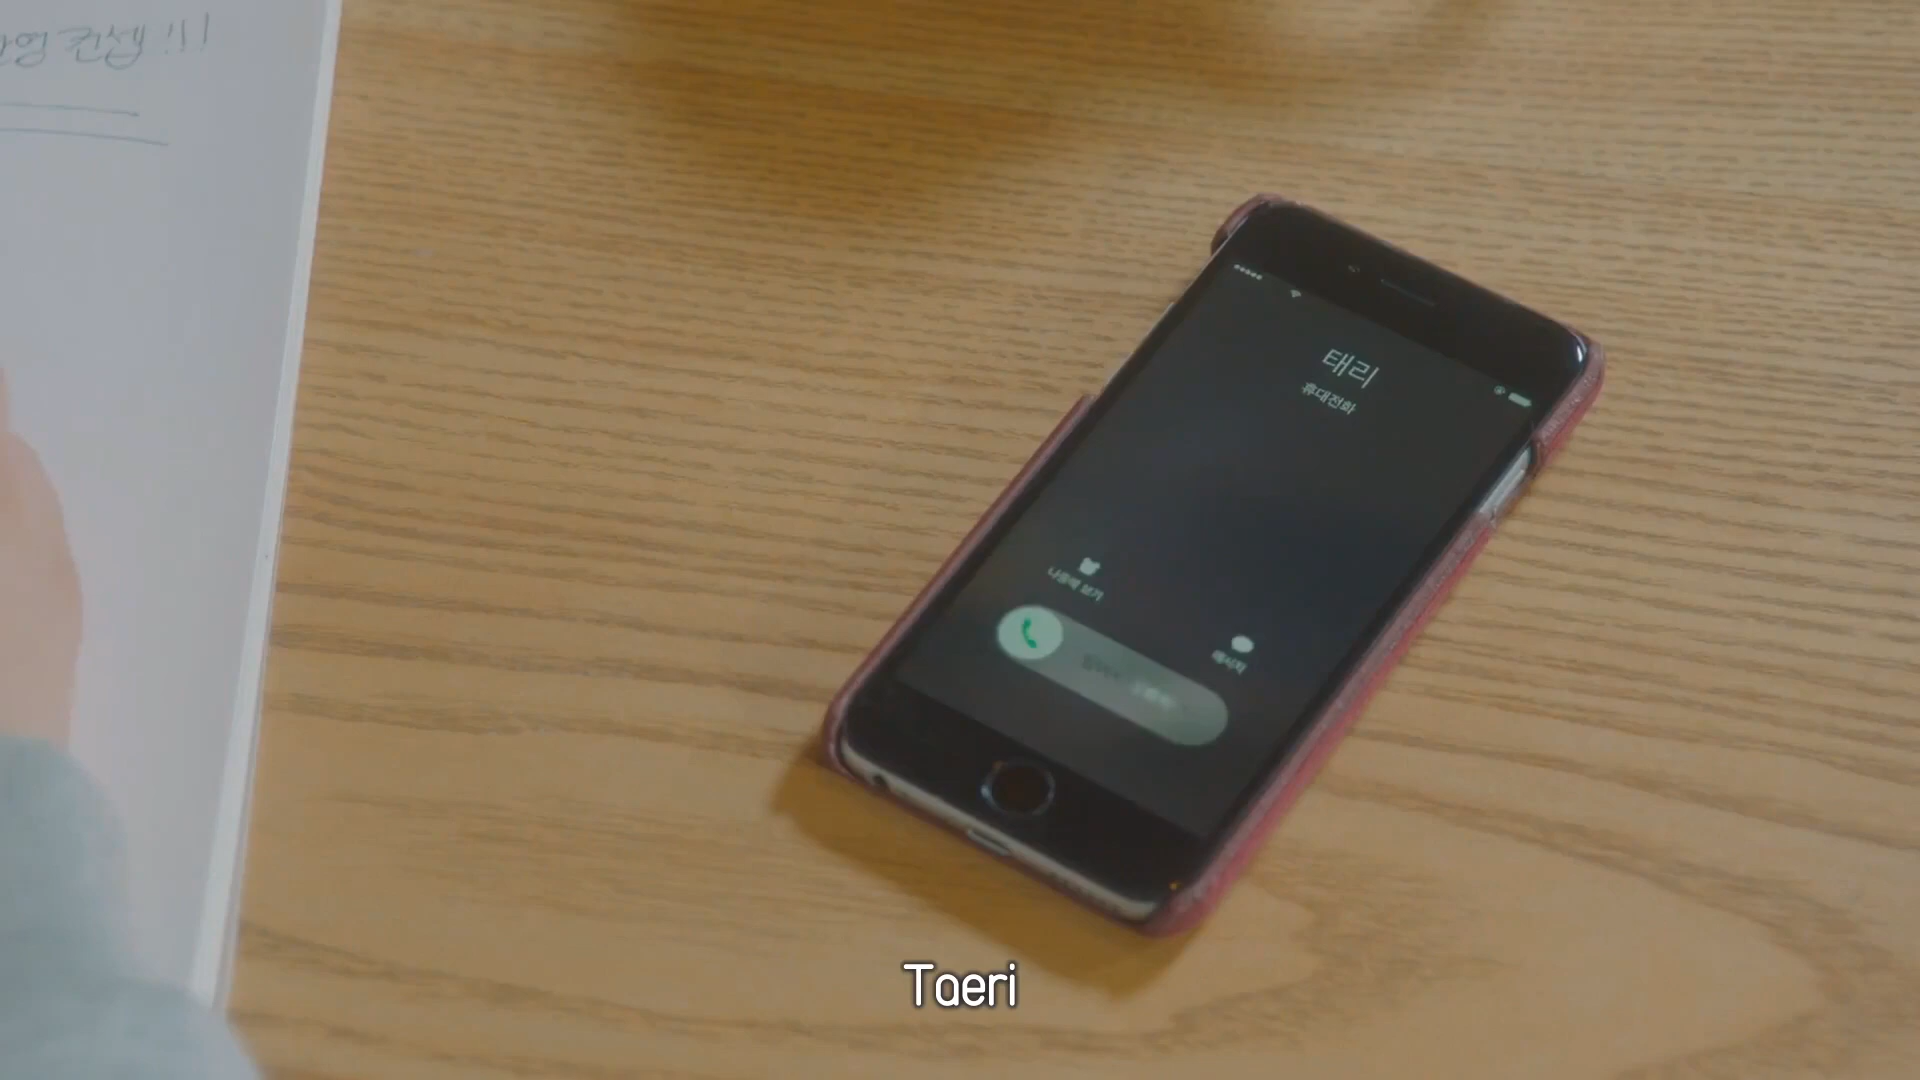 컨셉!!!
태리
휴대전화
나중에 보기
메시지
Taeri